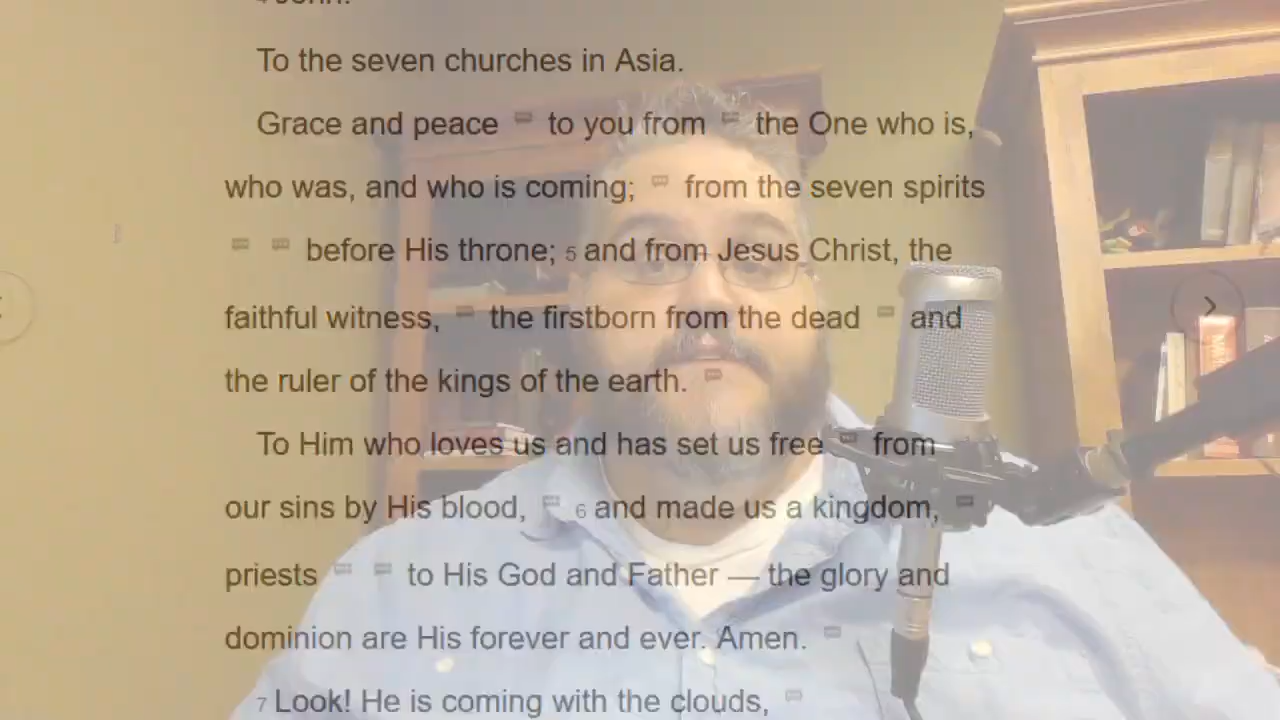 4 John:
To the seven churches in Asia.
Grace and peace to you from the One who is,
who was, and who is coming; from the seven spirits
before His throne; 5 and from Jesus Christ, the
faithful witness, the firstborn from the dead and
the ruler of the kings of the earth.
To Him who loves us and has set us free from
our sins by His blood, 6 and made us a kingdom,
priests to His God and Father — the glory and
dominion are His forever and ever. Amen.
7 Look! He is coming with the clouds,